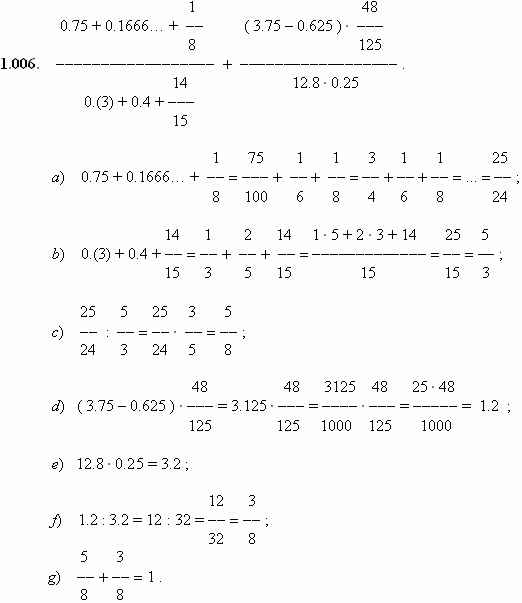 1.006. (0.75 + 0.1666… + 1/8) / (0.(3) + 0.4 + 14/15) + ((3.75 – 0.625) · 48/125) / (12.8 · 0.25) .
a) 0.75 + 0.1666… + 1/8 = 75/100 + 1/6 + 1/8 = 3/4 + 1/6 + 1/8 = ... = 25/24 ;
b) 0.(3) + 0.4 + 14/15 = 1/3 + 2/5 + 14/15 = (1 · 5 + 2 · 3 + 14)/15 = 25/15 = 5/3 ;
c) 25/24 : 5/3 = 25/24 · 3/5 = 5/8 ;
d) (3.75 – 0.625) · 48/125 = 3.125 · 48/125 = 3125/1000 · 48/125 = (25 · 48)/1000 = 1.2 ;
e) 12.8 · 0.25 = 3.2 ;
f) 1.2 : 3.2 = 12 : 32 = 12/32 = 3/8 ;
g) 5/8 + 3/8 = 1 .